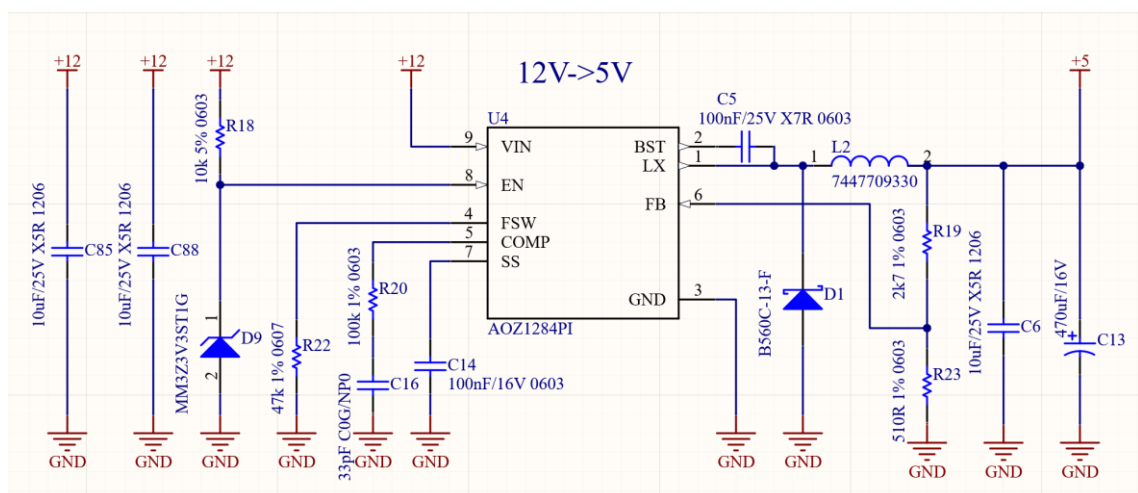 12V->5V
+12
+12
+12
+12
+5
10uF/25V X5R 1206
C85
10uF/25V X5R 1206
C88
10k 5% 0603
R18
MM3Z3V3ST1G
1
2
D9
47k 1% 0607
R22
100k 1% 0603
R20
33pF C0G/NP0
C16
C14
100nF/16V 0603
U4
9
VIN
8
EN
4
FSW
5
COMP
7
SS
BST
2
LX
1
FB
6
GND
3
AOZ1284PI
C5
100nF/25V X7R 0603
L2
1
2
7447709330
B560C-13-F
D1
2k7 1% 0603
R19
510R 1% 0603
R23
10uF/25V X5R 1206
C6
470uF/16V
+
C13
GND
GND
GND
GND
GND
GND
GND
GND
GND
GND
GND